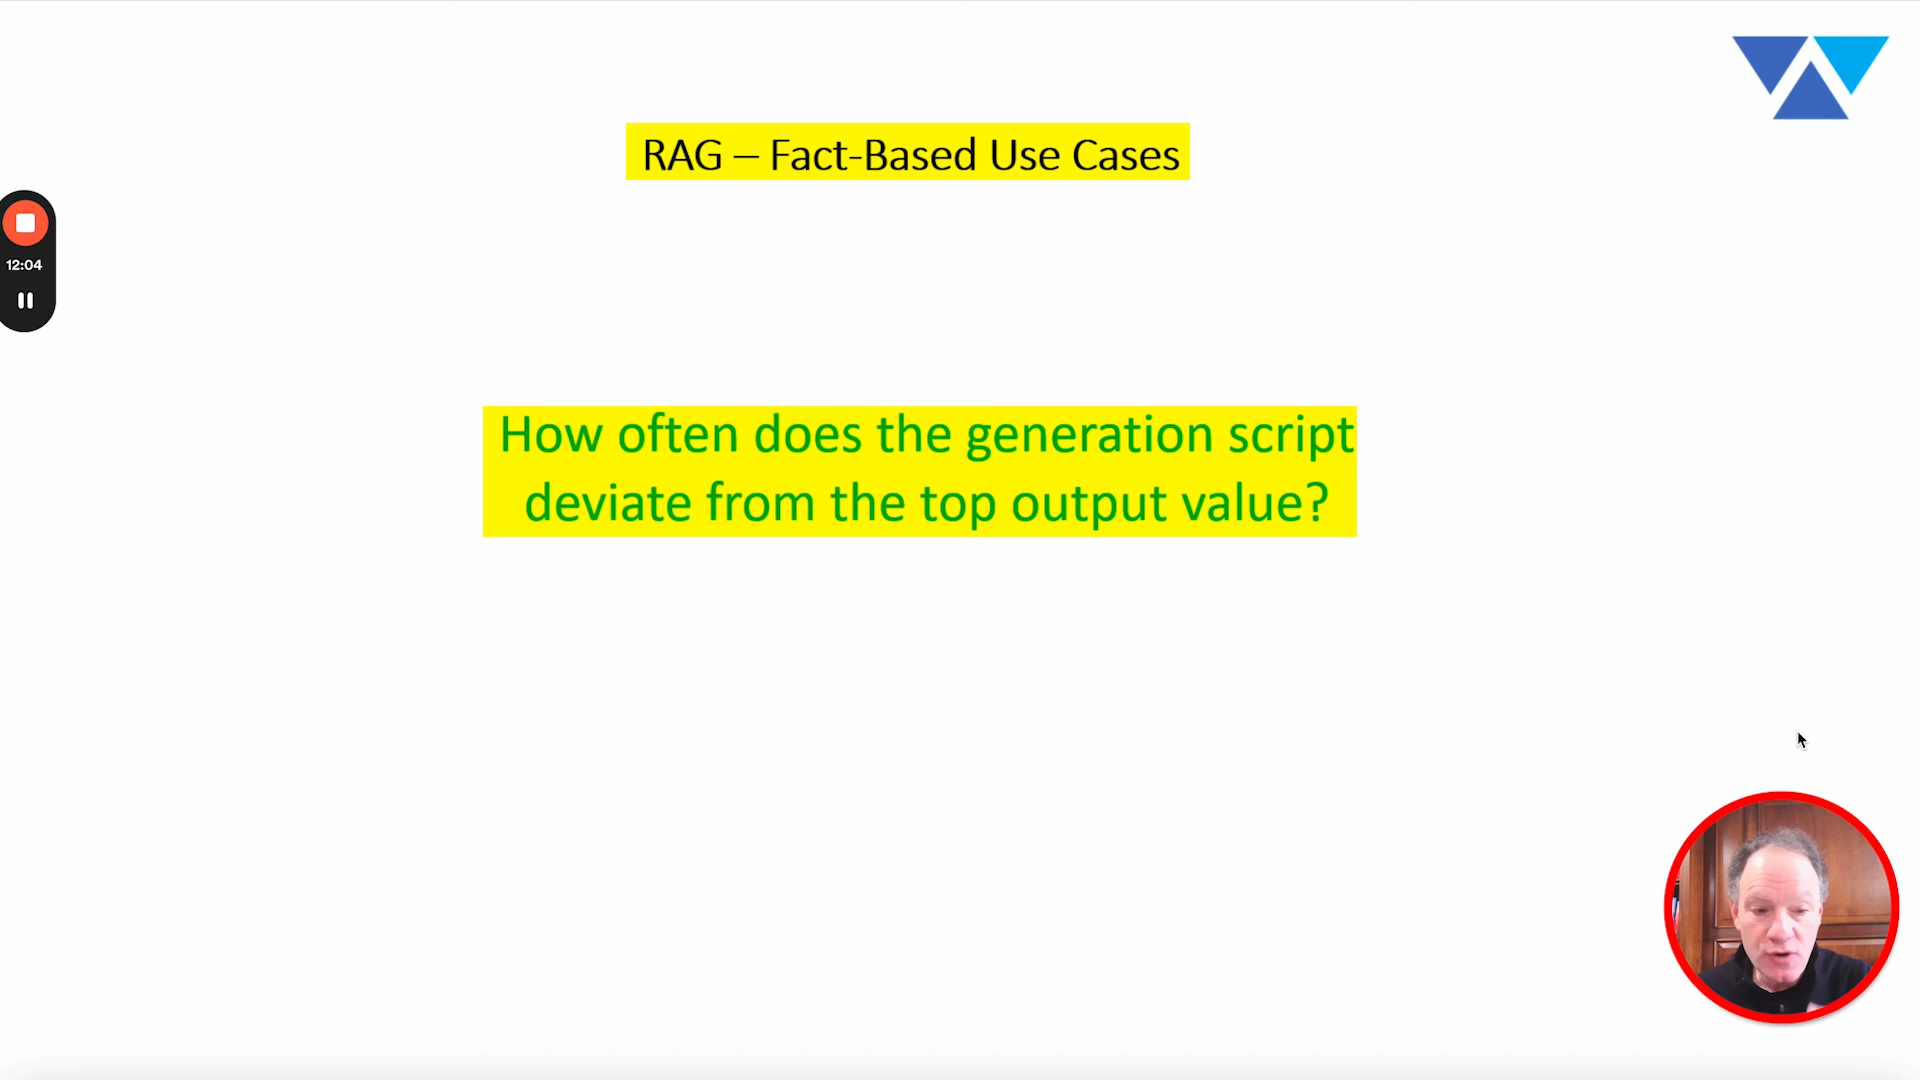 RAG – Fact-Based Use Cases
12:04
How often does the generation script
deviate from the top output value?